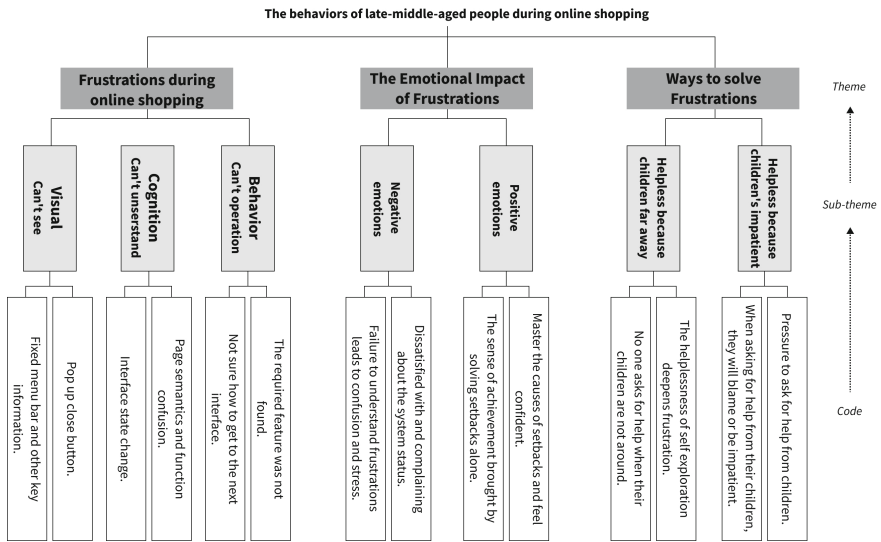 The behaviors of late-middle-aged people during online shopping
Frustrations during
online shopping
The Emotional Impact
of Frustrations
Ways to solve
Frustrations
Theme
Visual
Can't see
Cognition
Can't unserstand
Behavior
Can't operation
Negative
emotions
Positive
emotions
Helpless because
children far away
Helpless because
children's impatient
Sub-theme
Fixed menu bar and other key
information.
Pop up close button.
Interface state change.
Page semantics and function
confusion.
Not sure how to get to the next
interface.
The required feature was not
found.
Failure to understand frustrations
leads to confusion and stress.
Dissatisfied with and complaining
about the system status.
The sense of achievement brought by
solving setbacks alone.
Master the causes of setbacks and feel
confident.
No one asks for help when their
children are not around.
The helplessness of self exploration
deepens frustration.
When asking for help from their children,
they will blame or be impatient.
Pressure to ask for help from children.
Code